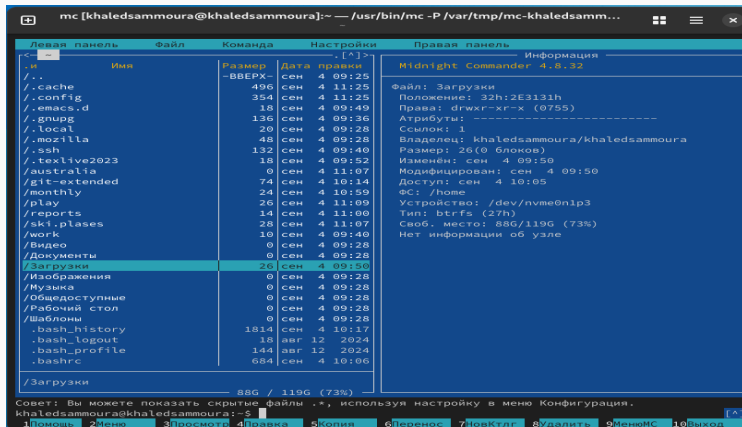 mc [khaledsammoura@khaledsammoura]:~ — /usr/bin/mc -P /var/tmp/mc-khaledsamm...
~
Левая панель Файл Команда Настройки Правая панель
<- ~ .[^]>
.и Имя Размер Дата правки
/.. -ВВЕРХ- сен 4 09:25
/.cache 496 сен 4 11:25
/.config 354 сен 4 11:25
/.emacs.d 18 сен 4 09:49
/.gnupg 136 сен 4 09:36
/.local 20 сен 4 09:28
/.mozilla 48 сен 4 09:28
/.ssh 132 сен 4 09:40
/.texlive2023 18 сен 4 09:52
/australia 0 сен 4 11:07
/git-extended 74 сен 4 10:14
/monthly 24 сен 4 10:59
/play 26 сен 4 11:09
/reports 14 сен 4 11:00
/ski.plases 28 сен 4 11:07
/work 10 сен 4 09:40
/Видео 0 сен 4 09:28
/Документы 0 сен 4 09:28
/Загрузки 26 сен 4 09:50
/Изображения 0 сен 4 09:28
/Музыка 0 сен 4 09:28
/Общедоступные 0 сен 4 09:28
/Рабочий стол 0 сен 4 09:28
/Шаблоны 0 сен 4 09:28
.bash_history 1814 сен 4 10:17
.bash_logout 18 авг 12 2024
.bash_profile 144 авг 12 2024
.bashrc 684 сен 4 10:06
/Загрузки
88G / 119G (73%)
Информация
Midnight Commander 4.8.32
Файл: Загрузки
Положение: 32h:2E3131h
Права: drwxr-xr-x (0755)
Атрибуты: ----------------------
Ссылок: 1
Владелец: khaledsammoura/khaledsammoura
Размер: 26(0 блоков)
Изменён: сен 4 09:50
Модифицирован: сен 4 09:50
Доступ: сен 4 10:05
ФС: /home
Устройство: /dev/nvme0n1p3
Тип: btrfs (27h)
Своб. место: 88G/119G (73%)
Нет информации об узле
Совет: Вы можете показать скрытые файлы .*, используя настройку в меню Конфигурация.
khaledsammoura@khaledsammoura:~$ [^]
1Помощь 2Меню 3Просмотр 4Правка 5Копия 6Перенос 7НовКтлг 8Удалить 9МенюMC 10Выход